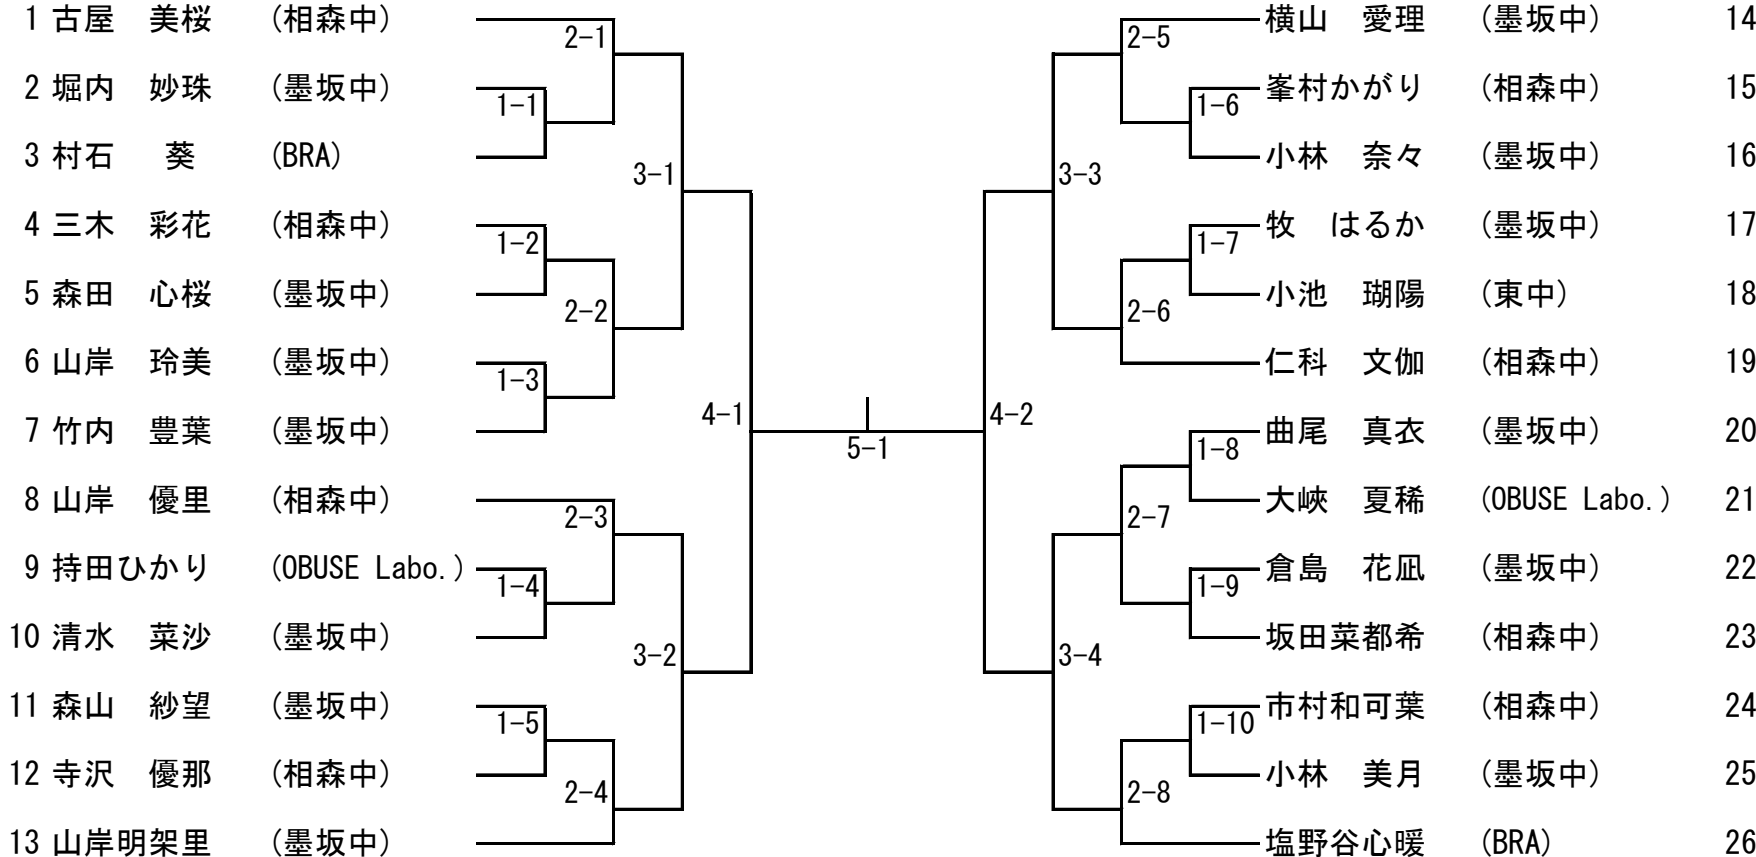 1 古屋　美桜 (相森中) 2-1 2-5 横山　愛理 (墨坂中) 14
2 堀内　妙珠 (墨坂中) 1-1 1-6 峯村かがり (相森中) 15
3 村石　葵 (BRA) 3-1 3-3 小林　奈々 (墨坂中) 16
4 三木　彩花 (相森中) 1-2 1-7 牧　はるか (墨坂中) 17
5 森田　心桜 (墨坂中) 2-2 2-6 小池　瑚陽 (東中) 18
6 山岸　玲美 (墨坂中) 1-3 仁科　文伽 (相森中) 19
7 竹内　豊葉 (墨坂中) 4-1 5-1 4-2 1-8 曲尾　真衣 (墨坂中) 20
8 山岸　優里 (相森中) 2-3 2-7 大峽　夏稀 (OBUSE Labo.) 21
9 持田ひかり (OBUSE Labo.) 1-4 1-9 倉島　花凪 (墨坂中) 22
10 清水　菜沙 (墨坂中) 3-2 3-4 坂田菜都希 (相森中) 23
11 森山　紗望 (墨坂中) 1-5 1-10 市村和可葉 (相森中) 24
12 寺沢　優那 (相森中) 2-4 2-8 小林　美月 (墨坂中) 25
13 山岸明架里 (墨坂中) 塩野谷心暖 (BRA) 26